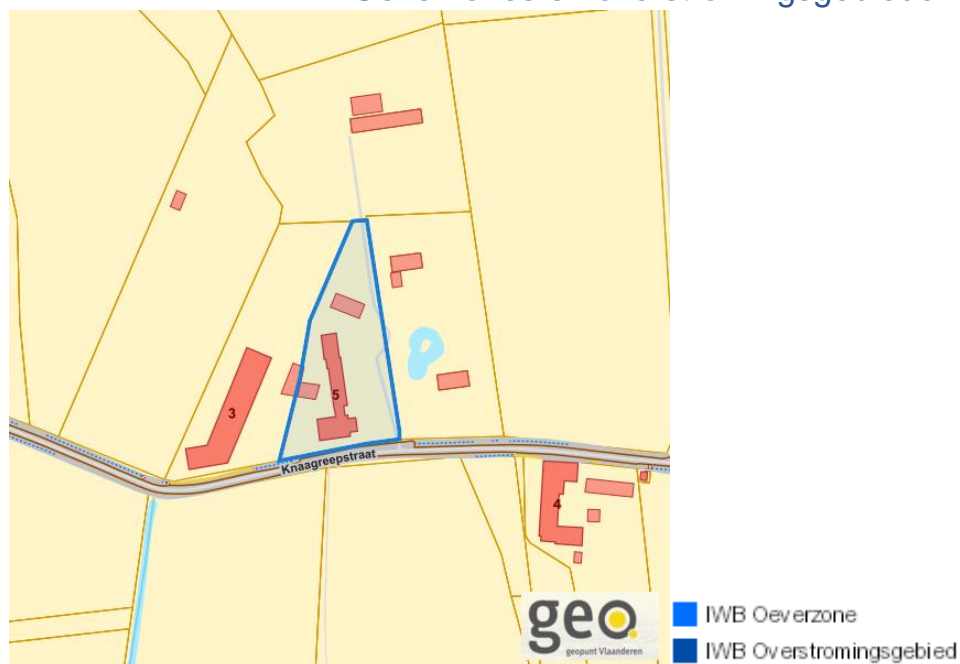 3
5
Knaagreepstraat
4
geo
geopunt Vlaanderen
IWB Oeverzone
IWB Overstromingsgebied